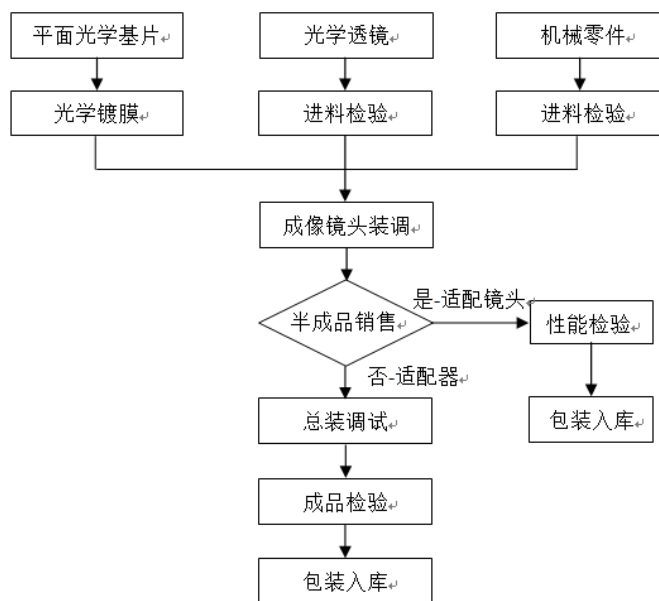 平面光学基片
光学透镜
机械零件
光学镀膜
进料检验
进料检验
成像镜头装调
半成品销售
是-适配镜头
性能检验
否-适配器
包装入库
总装调试
成品检验
包装入库